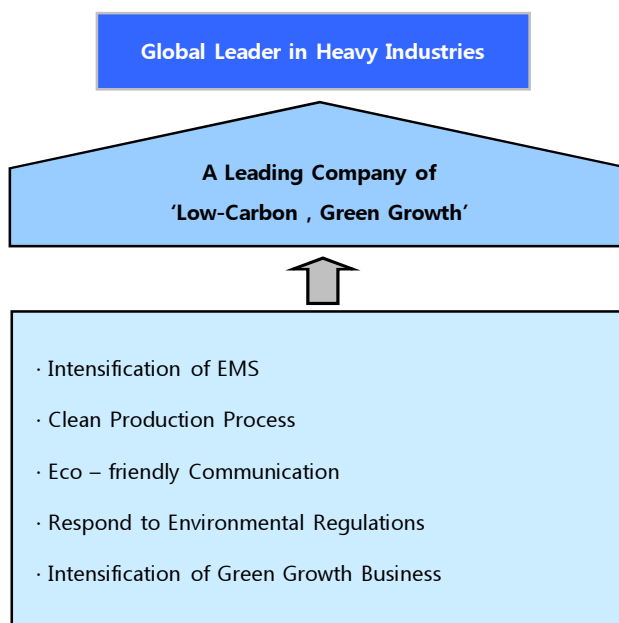 Global Leader in Heavy Industries
A Leading Company of
‘Low-Carbon , Green Growth’
· Intensification of EMS
· Clean Production Process
· Eco – friendly Communication
· Respond to Environmental Regulations
· Intensification of Green Growth Business